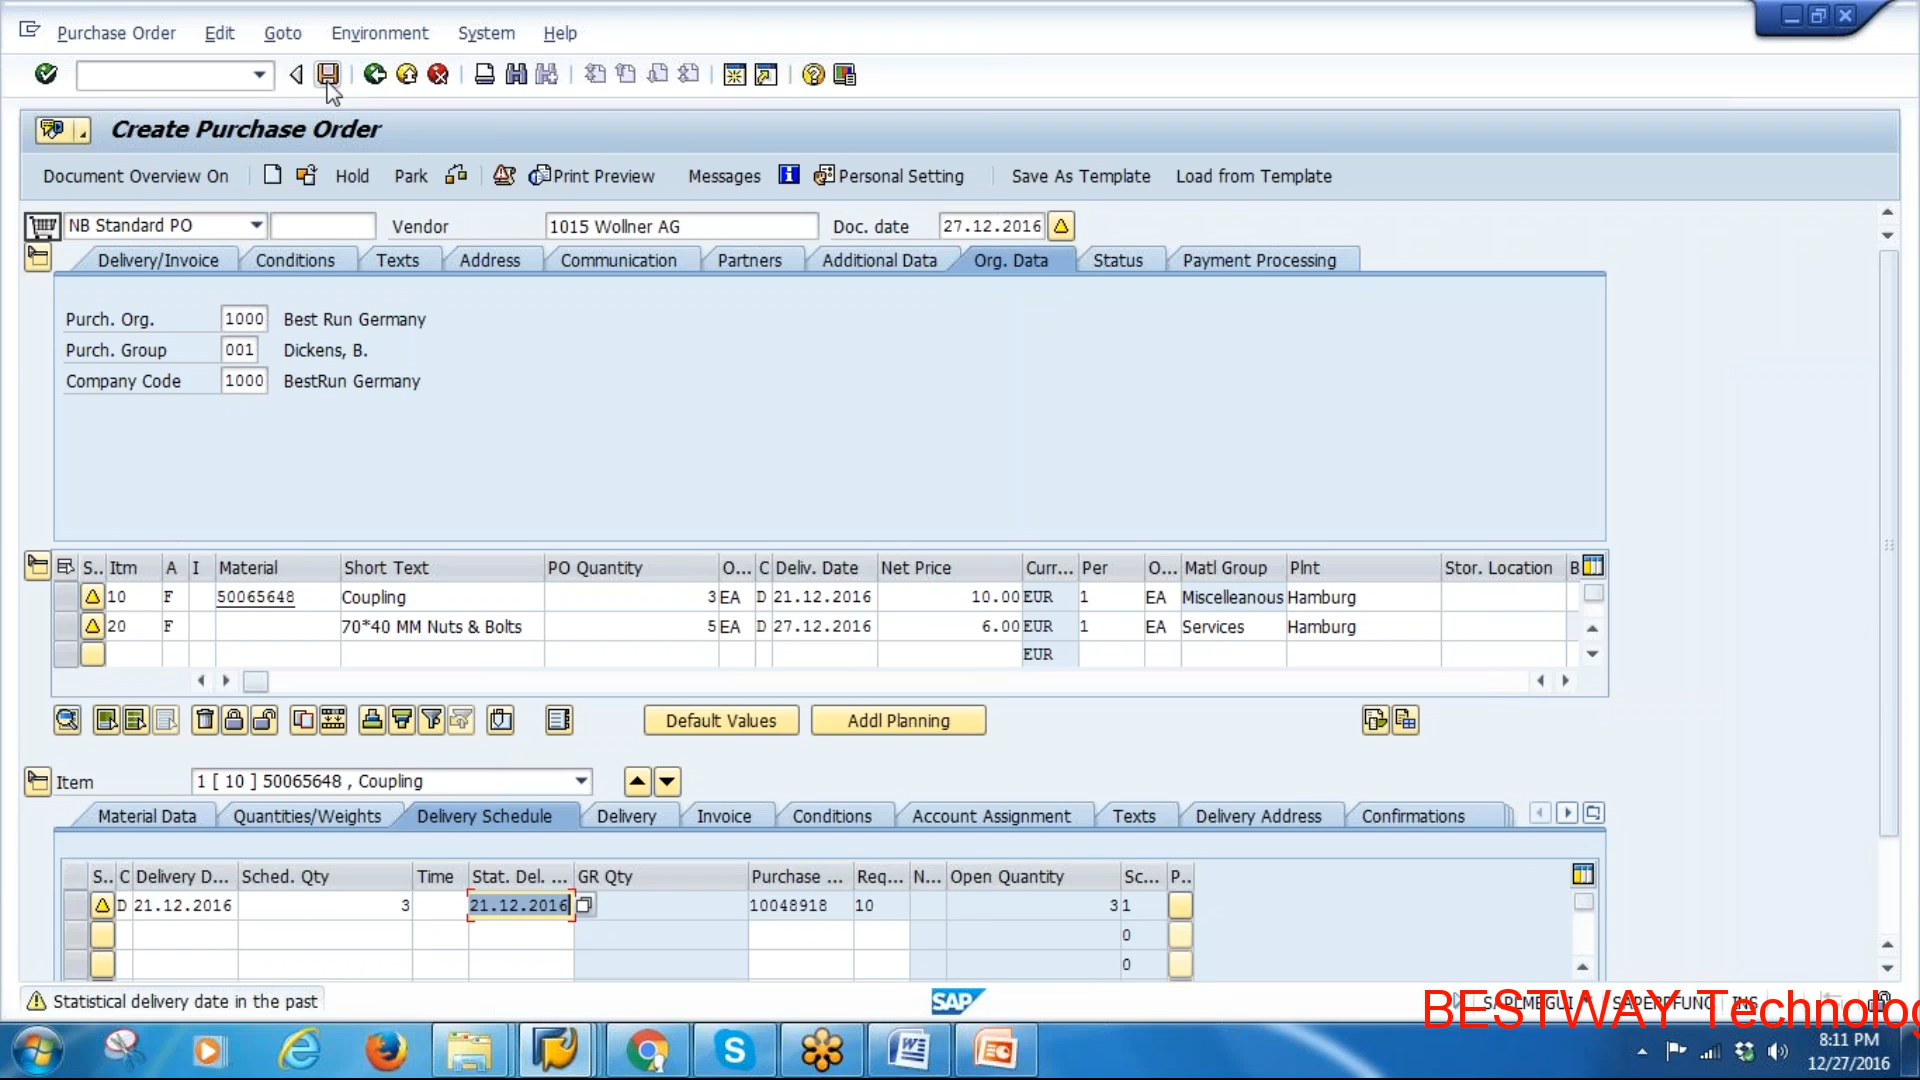 Purchase Order Edit Goto Environment System Help
Create Purchase Order
Document Overview On Hold Park Print Preview Messages Personal Setting Save As Template Load from Template
NB Standard PO Vendor 1015 Wollner AG Doc. date 27.12.2016
Delivery/Invoice Conditions Texts Address Communication Partners Additional Data Org. Data Status Payment Processing
Purch. Org. 1000 Best Run Germany
Purch. Group 001 Dickens, B.
Company Code 1000 BestRun Germany
S.. Itm A I Material Short Text PO Quantity O... C Deliv. Date Net Price Curr... Per O... Matl Group Plnt Stor. Location B
10 F 50065648 Coupling 3 EA D 21.12.2016 10.00 EUR 1 EA Miscelleanous Hamburg
20 F 70*40 MM Nuts & Bolts 5 EA D 27.12.2016 6.00 EUR 1 EA Services Hamburg
EUR
Default Values Addl Planning
Item 1 [ 10 ] 50065648 , Coupling
Material Data Quantities/Weights Delivery Schedule Delivery Invoice Conditions Account Assignment Texts Delivery Address Confirmations
S.. C Delivery D... Sched. Qty Time Stat. Del. ... GR Qty Purchase ... Req... N... Open Quantity Sc... P..
D 21.12.2016 3 21.12.2016 10048918 10 3 1
0
0
Statistical delivery date in the past SAP
BESTWAY Technolog
8:11 PM
12/27/2016